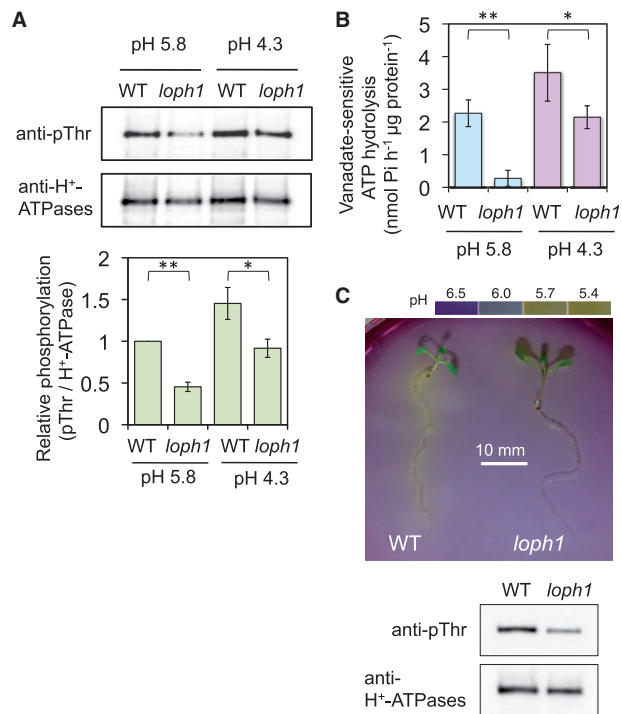 A
pH 5.8 pH 4.3
WT loph1 WT loph1
anti-pThr
anti-H⁺-
ATPases
Relative phosphorylation
(pThr / H⁺-ATPase)
2
1.5
1
0.5
0
** *
WT loph1 WT loph1
pH 5.8 pH 4.3
B
Vanadate-sensitive
ATP hydrolysis
(nmol Pi h⁻¹ µg protein⁻¹)
5
4
3
2
1
0
** *
WT loph1 WT loph1
pH 5.8 pH 4.3
C
pH 6.5 6.0 5.7 5.4
10 mm
WT loph1
WT loph1
anti-pThr
anti-
H⁺-ATPases